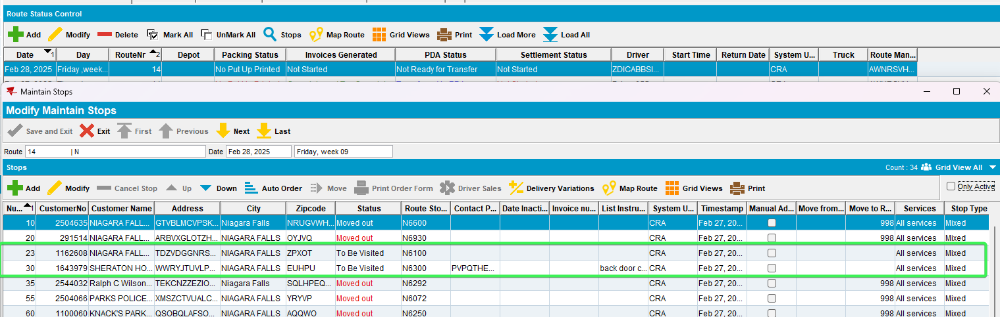 Route Status Control
Add Modify Delete Mark All UnMark All Stops Map Route Grid Views Print Load More Load All
Date 1 Day RouteNr 2 Depot Packing Status Invoices Generated PDA Status Settlement Status Driver Start Time Return Date System U... Truck Route Man...
Feb 28, 2025 Friday ,week... 14 No Put Up Printed Not Started Not Ready for Transfer Not Started ZDICABBSI... CRA AWNRSVH...
Maintain Stops
Modify Maintain Stops
Save and Exit Exit First Previous Next Last
Route 14 N Date Feb 28, 2025 Friday, week 09
Stops Count : 34 Grid View All
Add Modify Cancel Stop Up Down Auto Order Move Print Order Form Driver Sales Delivery Variations Map Route Grid Views Print Only Active
Nu... 1 CustomerNo Customer Name Address City Zipcode Status Route Sto... Contact P... Date Inacti... Invoice nu... List Instru... System U... Timestamp Manual Ad... Move from... Move to R... Services Stop Type
10 2504635 NIAGARA FALL... GTVBLMCVPSK... Niagara Falls NRUGVWH... Moved out N6600 CRA Feb 27, 20... 998 All services Mixed
20 291514 NIAGARA FALL... ARBVXGLOTZH... NIAGARA FALLS OYJVQ Moved out N6930 CRA Feb 27, 20... 998 All services Mixed
23 1162608 NIAGARA FALL... TDZVDGGNRS... NIAGARA FALLS ZPXOT To Be Visited N6100 CRA Feb 27, 20... All services Mixed
30 1643979 SHERATON HO... WWRYJTUVLP... NIAGARA FALLS EUHPU To Be Visited N6300 PVPQTHE... back door c... CRA Feb 27, 20... All services Mixed
35 2544032 Ralph C Wilson... TEKCNZZEZIO... Niagara Falls SQLHPEQ... Moved out N6292 CRA Feb 27, 20... 998 All services Mixed
55 2504066 PARKS POLICE... XMSZCTVUALC... NIAGARA FALLS YRYVP Moved out N6072 CRA Feb 27, 20... 998 All services Mixed
60 1100060 KNACK'S PARK... QSOBQLAFSO... NIAGARA FALLS AQQWO Moved out N6250 CRA Feb 27, 20... 998 All services Mixed